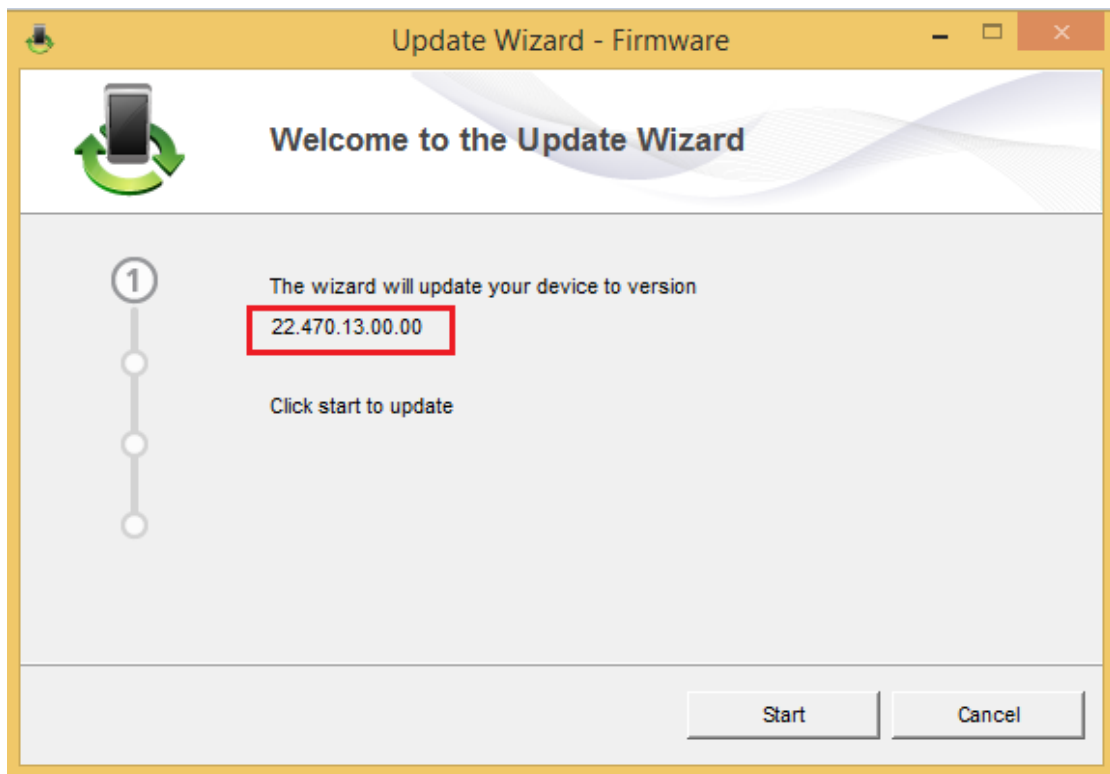 Update Wizard - Firmware
Welcome to the Update Wizard
1
The wizard will update your device to version
22.470.13.00.00
Click start to update
Start
Cancel